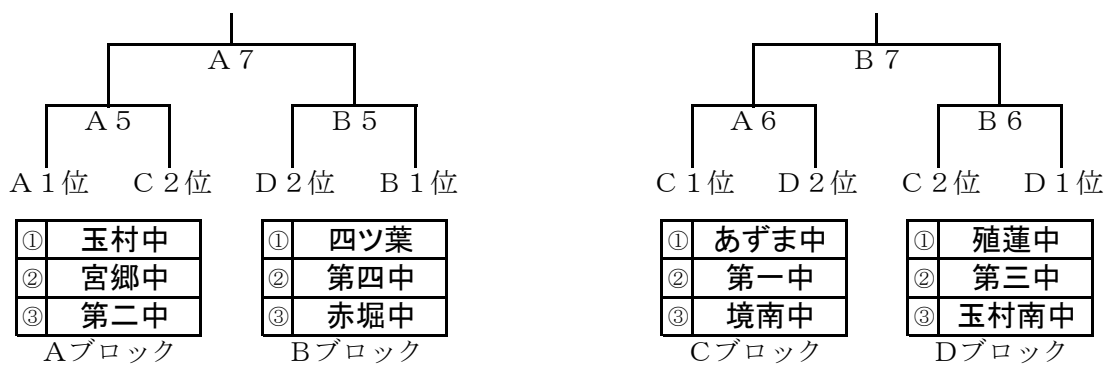 A7 B7
A5 B5 A6 B6
A1位 C2位 D2位 B1位 C1位 D2位 C2位 D1位
① 玉村中 ① 四ツ葉 ① あずま中 ① 殖蓮中
② 宮郷中 ② 第四中 ② 第一中 ② 第三中
③ 第二中 ③ 赤堀中 ③ 境南中 ③ 玉村南中
Aブロック Bブロック Cブロック Dブロック